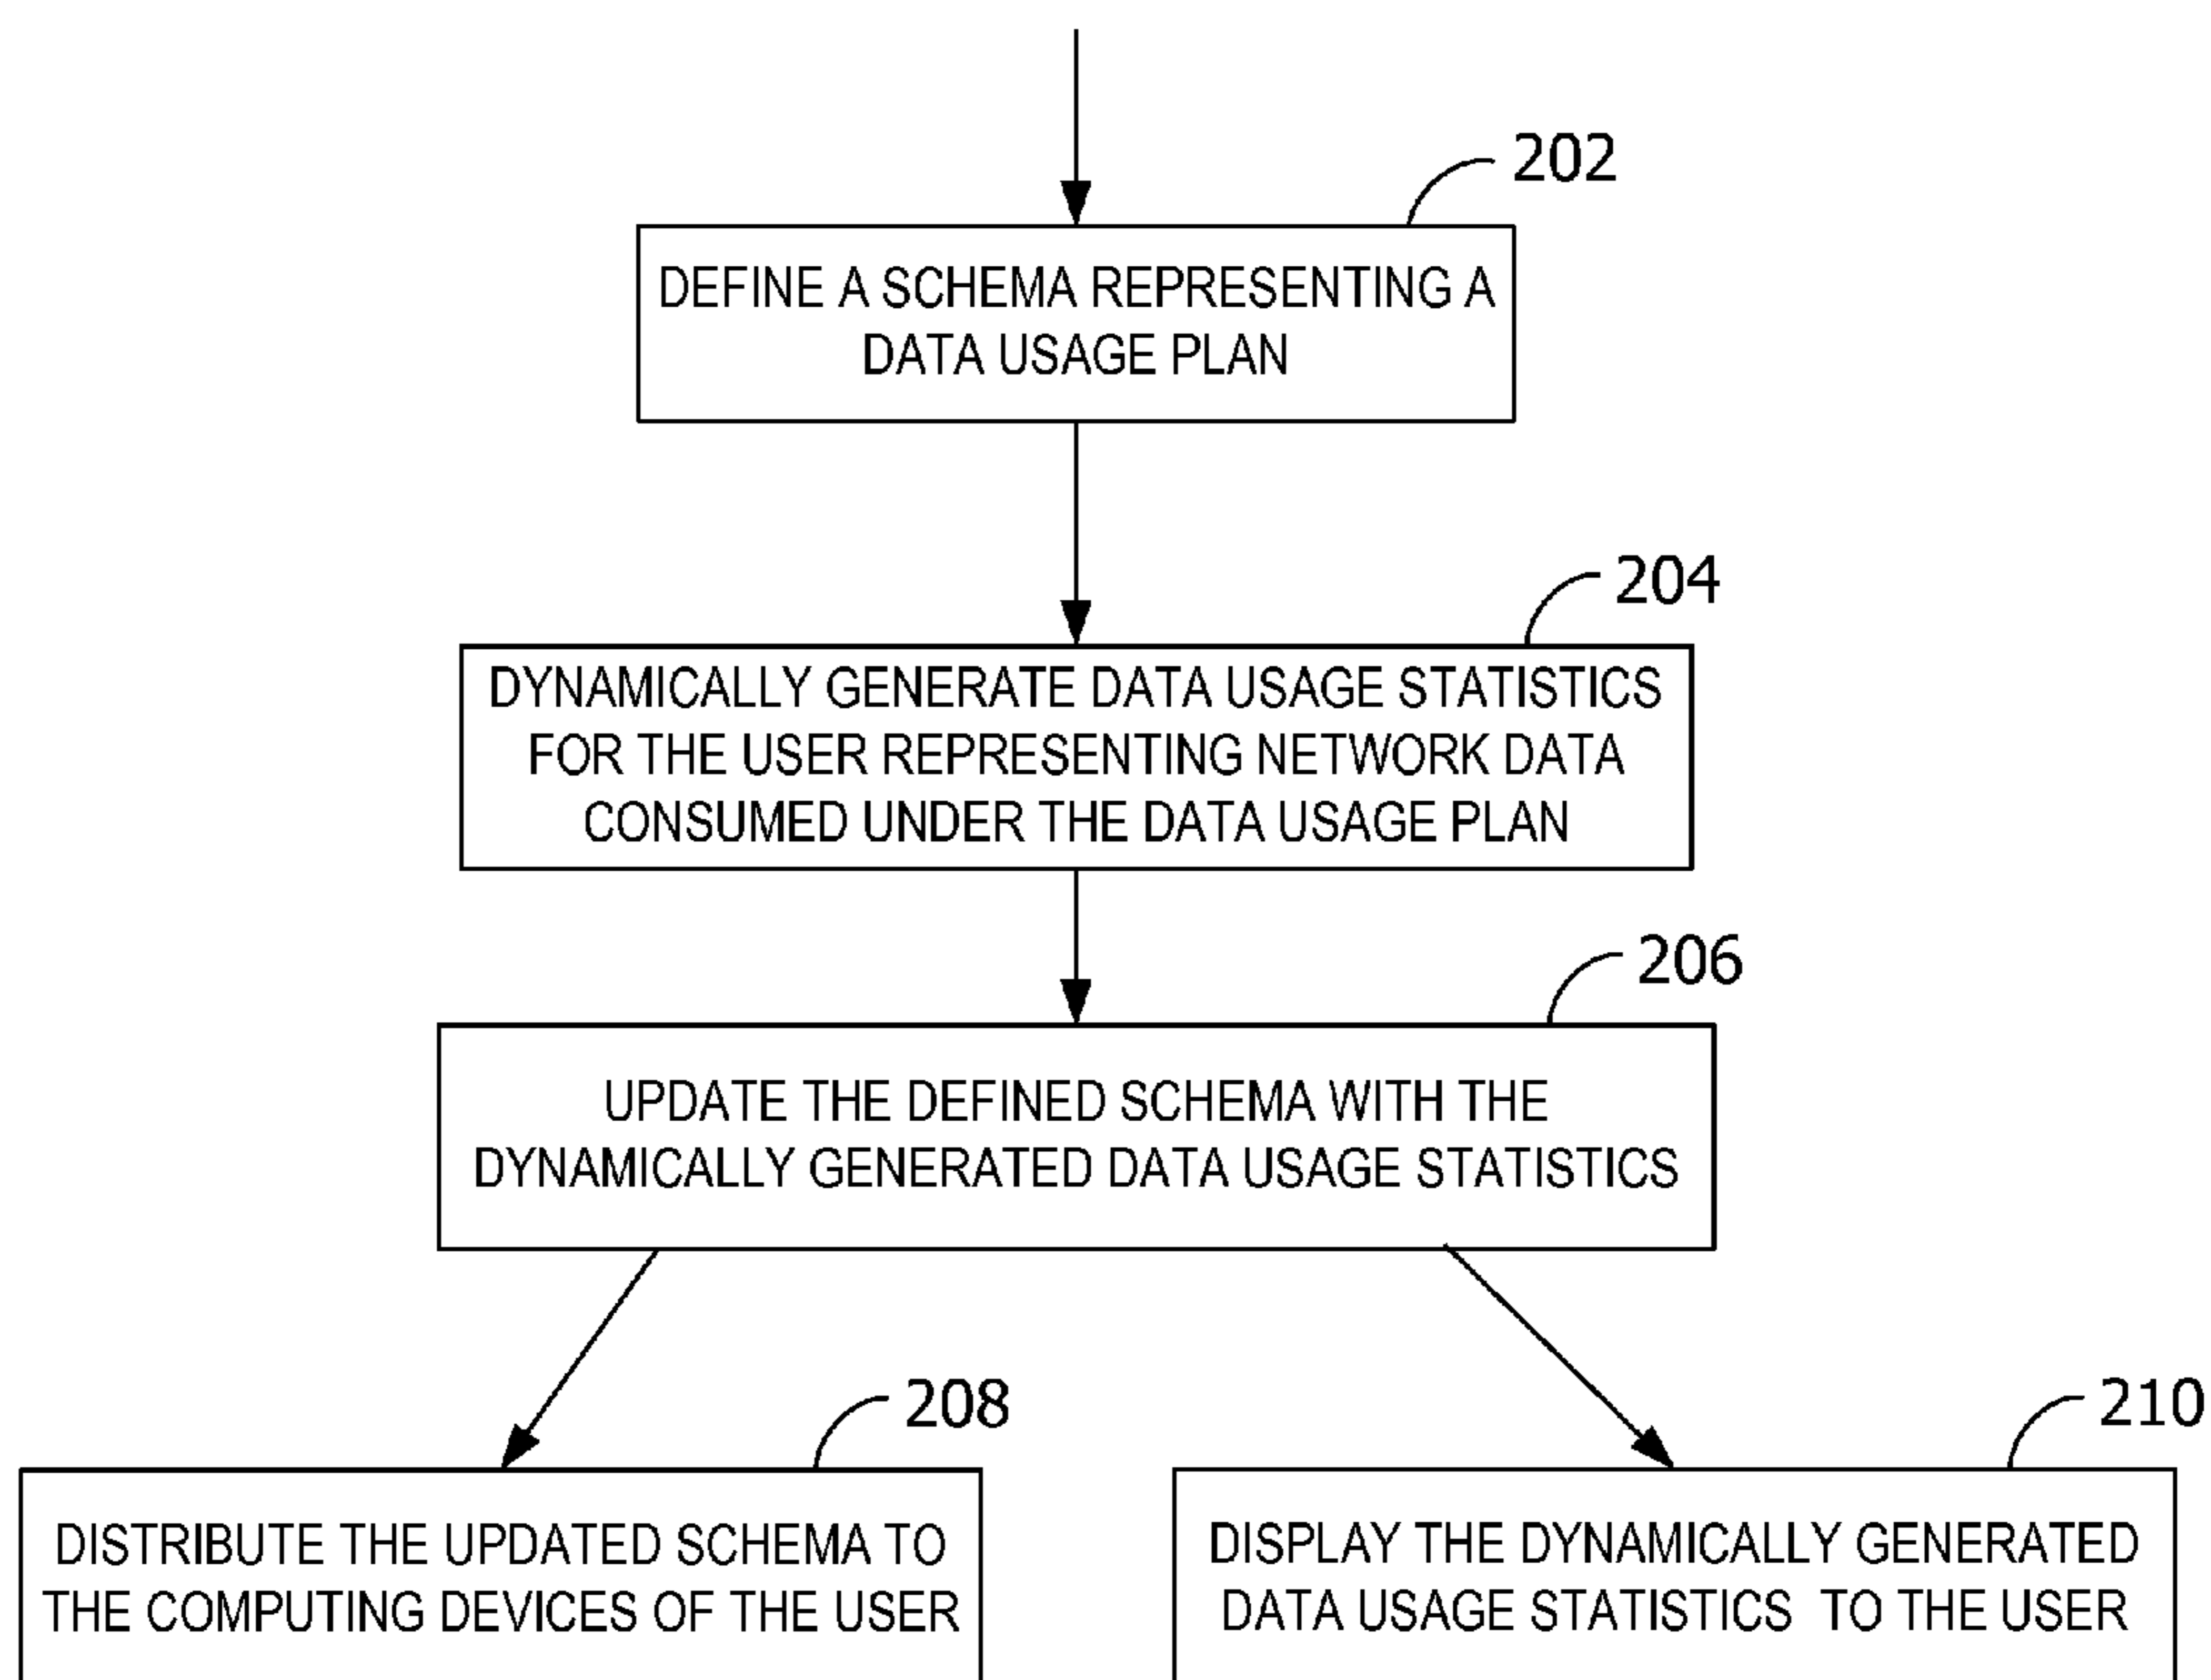 202
DEFINE A SCHEMA REPRESENTING A
DATA USAGE PLAN
204
DYNAMICALLY GENERATE DATA USAGE STATISTICS
FOR THE USER REPRESENTING NETWORK DATA
CONSUMED UNDER THE DATA USAGE PLAN
206
UPDATE THE DEFINED SCHEMA WITH THE
DYNAMICALLY GENERATED DATA USAGE STATISTICS
208
DISTRIBUTE THE UPDATED SCHEMA TO
THE COMPUTING DEVICES OF THE USER
210
DISPLAY THE DYNAMICALLY GENERATED
DATA USAGE STATISTICS TO THE USER